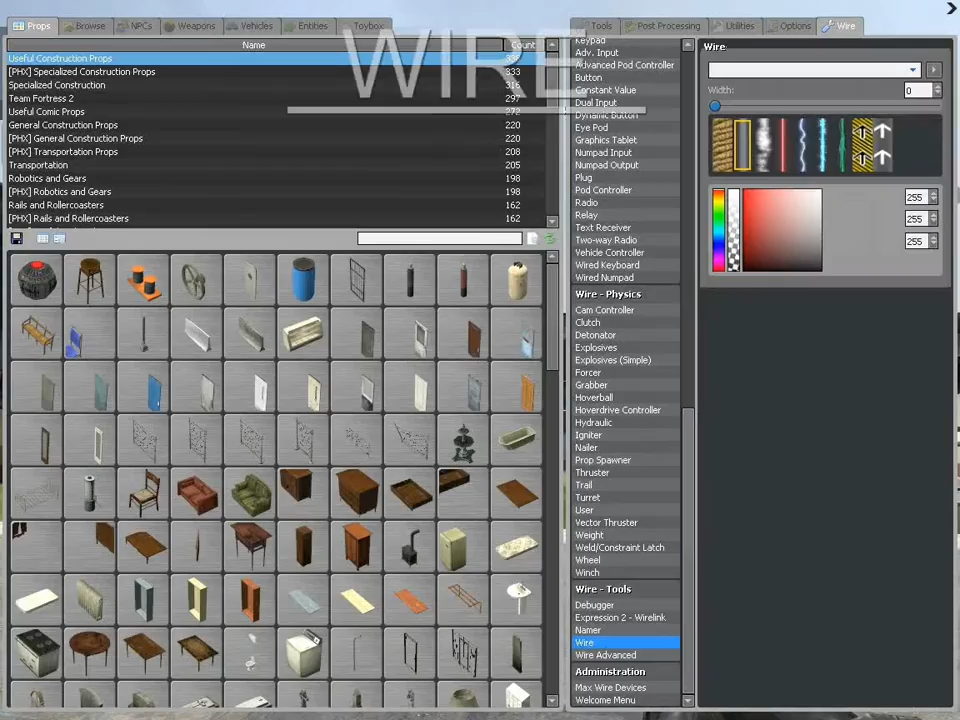 Props
Browse
NPCs
Weapons
Vehicles
Entities
Toybox
Tools
Post Processing
Utilities
Options
Wire
WIRE
Name
Count
Useful Construction Props
[PHX] Specialized Construction Props 333
Specialized Construction 316
Team Fortress 2 297
Useful Comic Props 272
General Construction Props 220
[PHX] General Construction Props 220
[PHX] Transportation Props 208
Transportation 205
Robotics and Gears 198
[PHX] Robotics and Gears 198
Rails and Rollercoasters 162
[PHX] Rails and Rollercoasters 162
Keypad
Adv. Input
Advanced Pod Controller
Button
Constant Value
Dual Input
Dynamic Button
Eye Pod
Graphics Tablet
Numpad Input
Numpad Output
Plug
Pod Controller
Radio
Relay
Text Receiver
Two-way Radio
Vehicle Controller
Wired Keyboard
Wired Numpad
Wire - Physics
Cam Controller
Clutch
Detonator
Explosives
Explosives (Simple)
Forcer
Grabber
Hoverball
Hoverdrive Controller
Hydraulic
Igniter
Nailer
Prop Spawner
Thruster
Trail
Turret
User
Vector Thruster
Weight
Weld/Constraint Latch
Wheel
Winch
Wire - Tools
Debugger
Expression 2 - Wirelink
Namer
Wire
Wire Advanced
Administration
Max Wire Devices
Welcome Menu
Wire
Width:
0
255
255
255